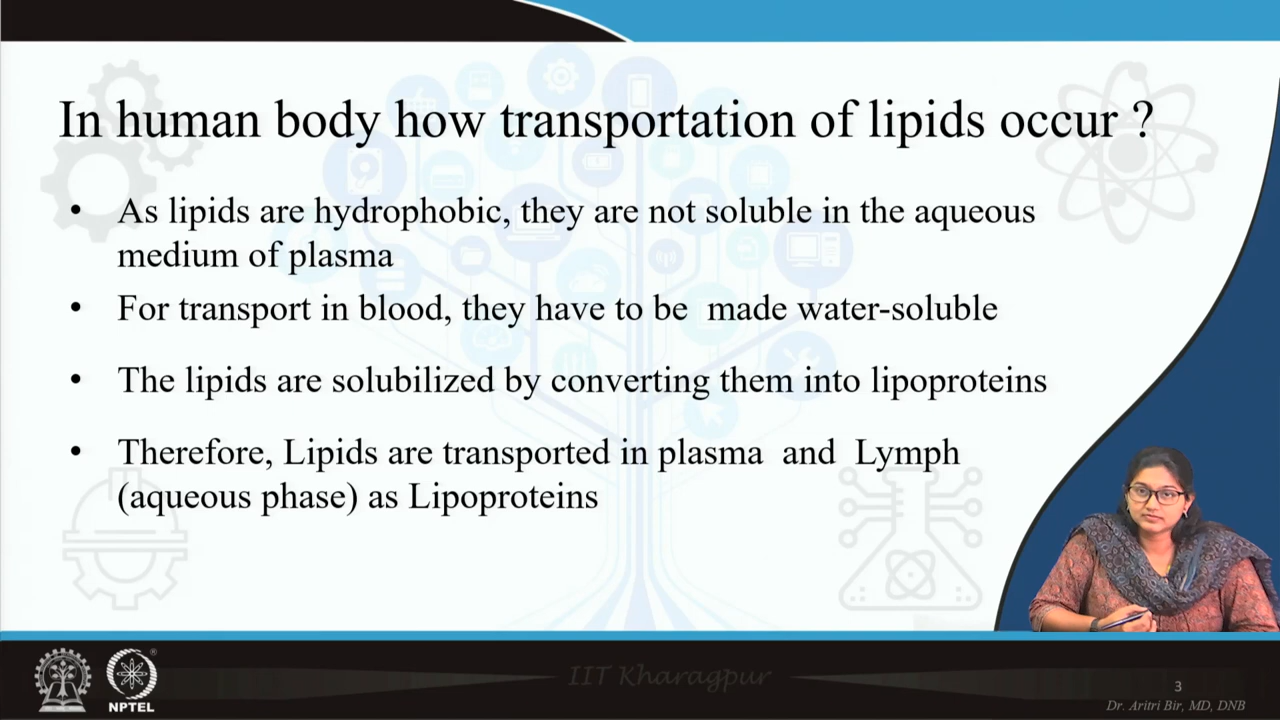 In human body how transportation of lipids occur ?
• As lipids are hydrophobic, they are not soluble in the aqueous
medium of plasma
• For transport in blood, they have to be made water-soluble
• The lipids are solubilized by converting them into lipoproteins
• Therefore, Lipids are transported in plasma and Lymph
(aqueous phase) as Lipoproteins
NPTEL
IIT Kharagpur
3
Dr. Aritri Bir, MD, DNB